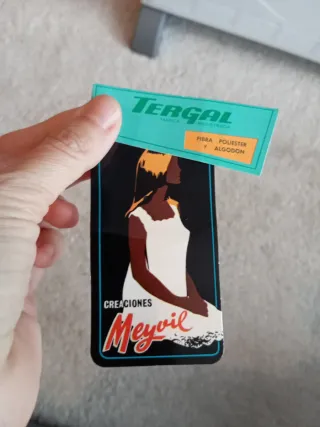 TERGAL
FIBRA POLIESTER
Y ALGODON
CREACIONES
Meyvil